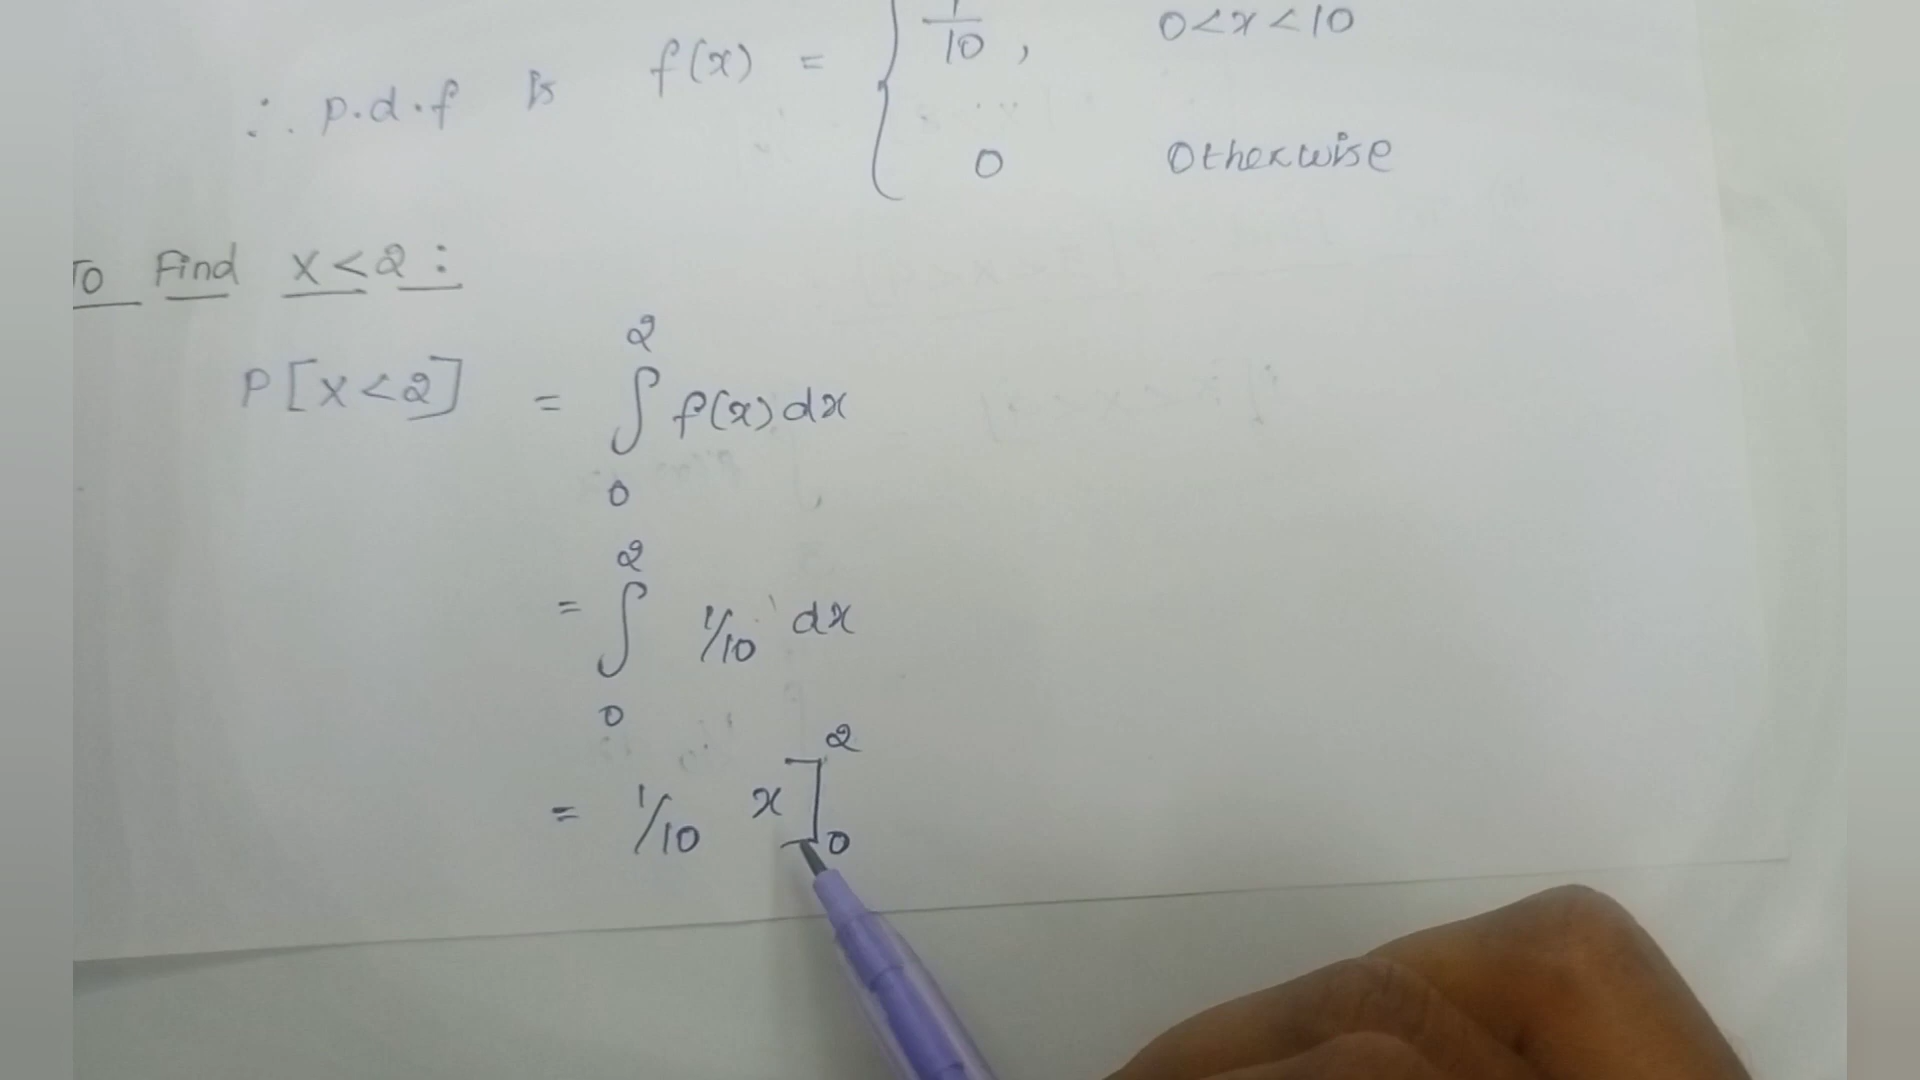 ∴ p.d.f is f(x) = { 1/10 , 0<x<10
0 Otherwise
To Find X<2 :
P[X<2] = ∫₀² f(x)dx
= ∫₀² 1/10 dx
= 1/10 x]₀²